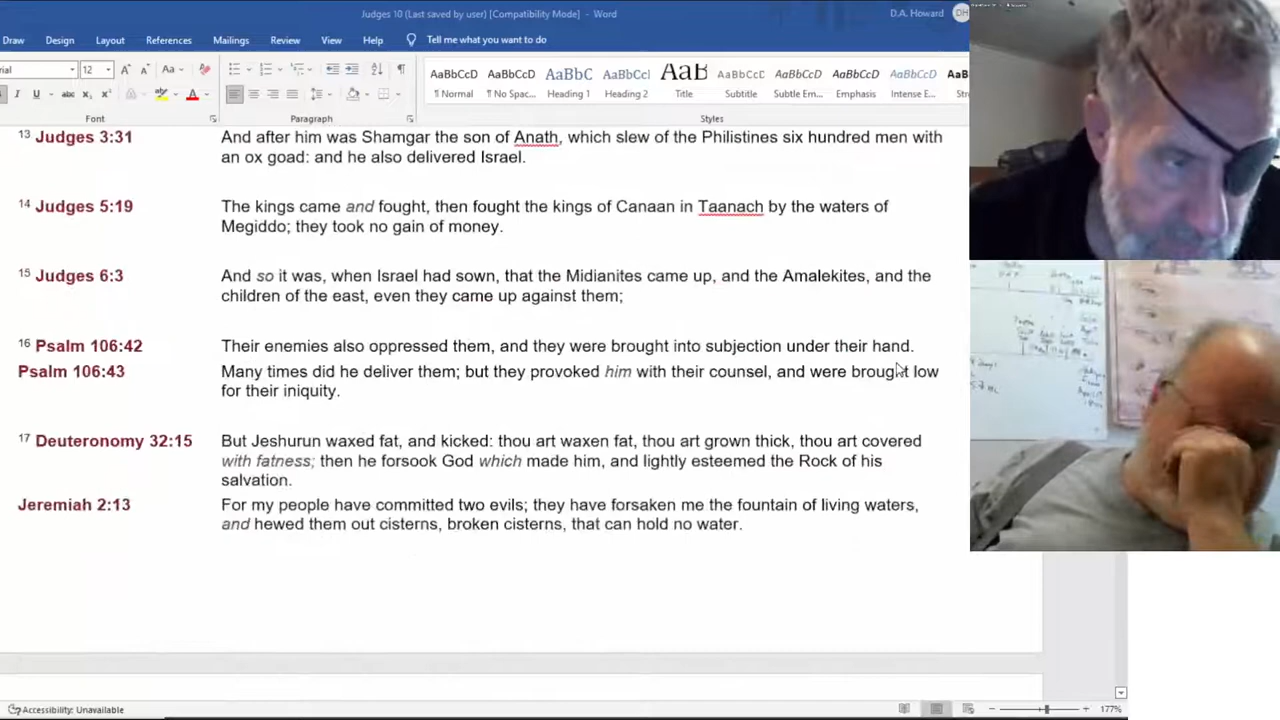 Judges 10 (Last saved by user) [Compatibility Mode] - Word
D.A. Howard
DH
Draw Design Layout References Mailings Review View Help Tell me what you want to do
12
Aa
AaBbCcD AaBbCcD AaBbC AaBbCcI AaB AaBbCcD AaBbCcD AaBbCcD AaBbCcD
¶ Normal ¶ No Spac... Heading 1 Heading 2 Title Subtitle Subtle Em... Emphasis Intense E...
Font Paragraph Styles
13 Judges 3:31 And after him was Shamgar the son of Anath, which slew of the Philistines six hundred men with
an ox goad: and he also delivered Israel.
14 Judges 5:19 The kings came and fought, then fought the kings of Canaan in Taanach by the waters of
Megiddo; they took no gain of money.
15 Judges 6:3 And so it was, when Israel had sown, that the Midianites came up, and the Amalekites, and the
children of the east, even they came up against them;
16 Psalm 106:42 Their enemies also oppressed them, and they were brought into subjection under their hand.
Psalm 106:43 Many times did he deliver them; but they provoked him with their counsel, and were brought low
for their iniquity.
17 Deuteronomy 32:15 But Jeshurun waxed fat, and kicked: thou art waxen fat, thou art grown thick, thou art covered
with fatness; then he forsook God which made him, and lightly esteemed the Rock of his
salvation.
Jeremiah 2:13 For my people have committed two evils; they have forsaken me the fountain of living waters,
and hewed them out cisterns, broken cisterns, that can hold no water.
Accessibility: Unavailable
177%